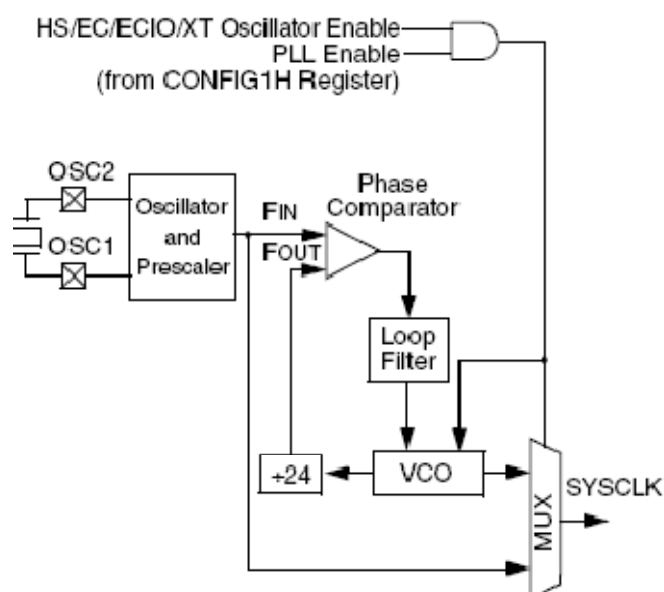 HS/EC/ECIO/XT Oscillator Enable
PLL Enable
(from CONFIG1H Register)
OSC2
OSC1
Oscillator
and
Prescaler
FIN
FOUT
Phase
Comparator
Loop
Filter
÷24
VCO
MUX
SYSCLK